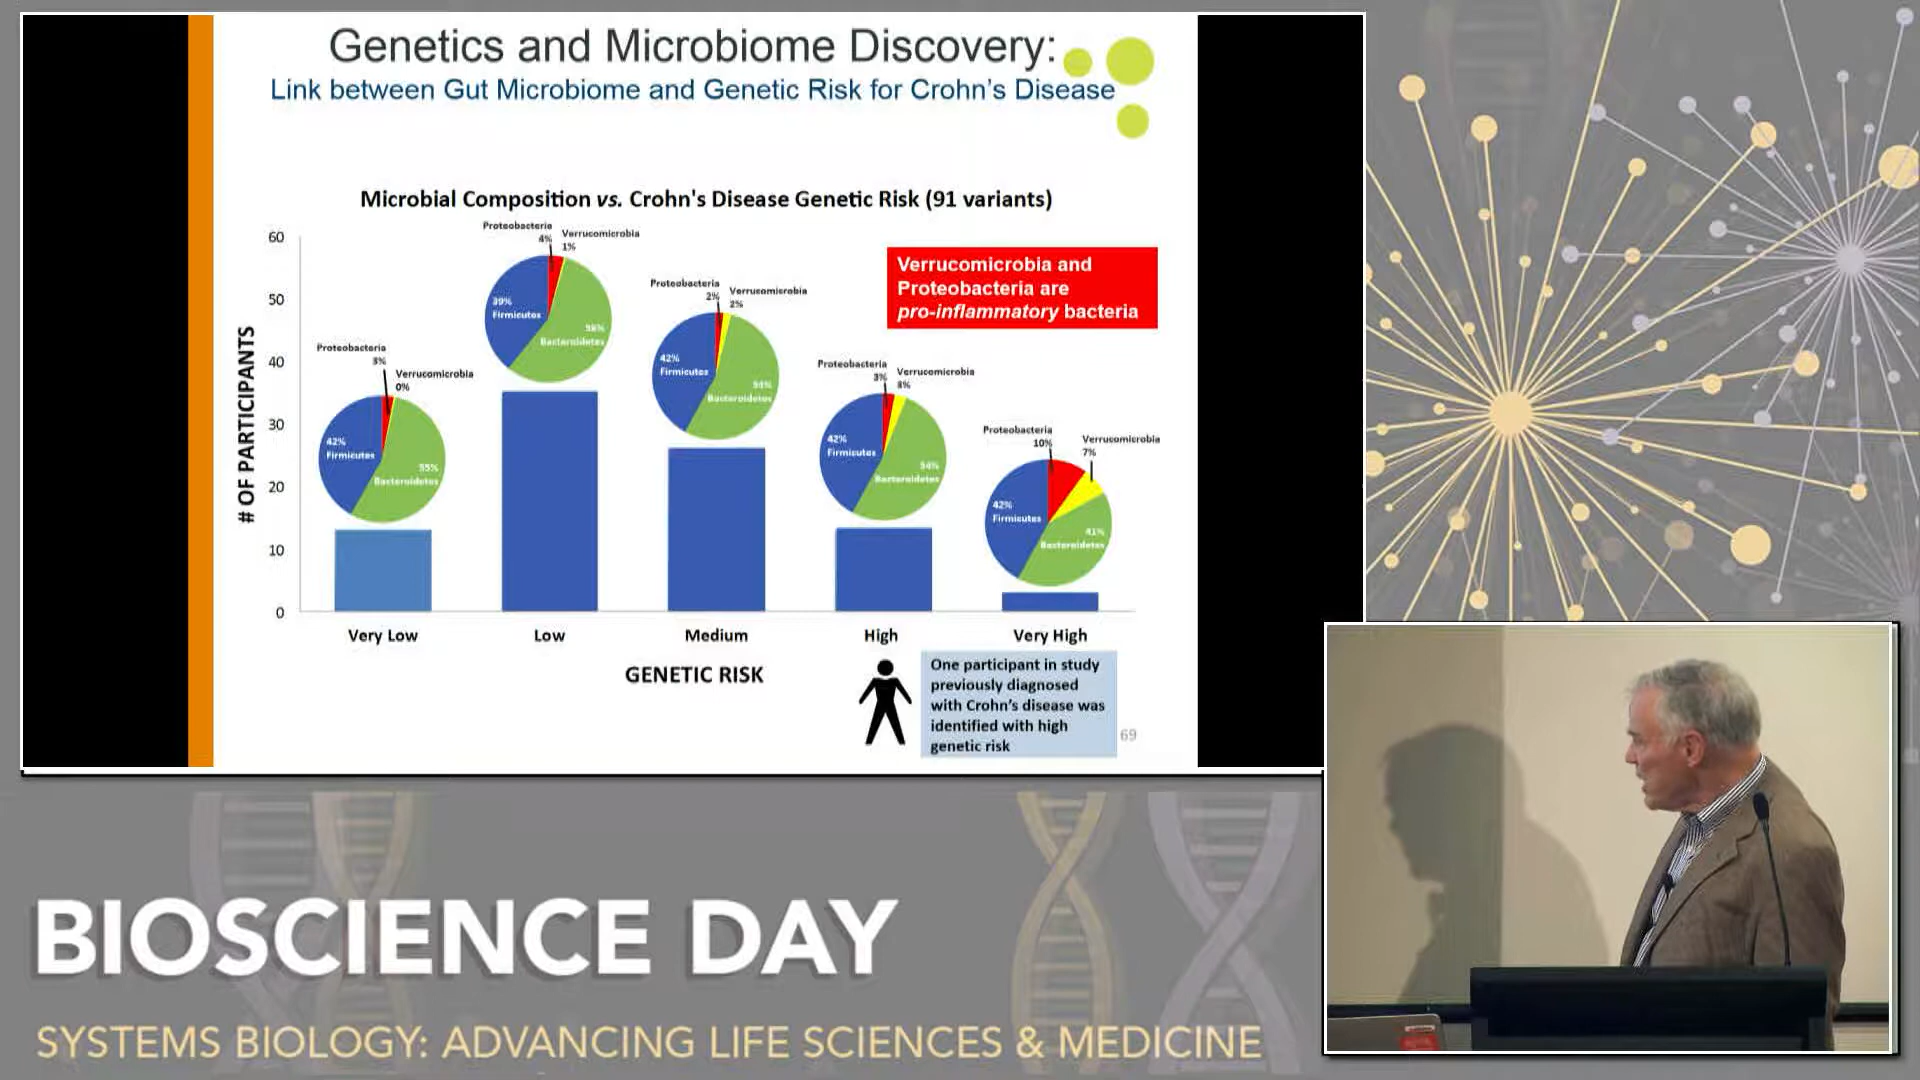 Genetics and Microbiome Discovery:
Link between Gut Microbiome and Genetic Risk for Crohn's Disease
Microbial Composition vs. Crohn's Disease Genetic Risk (91 variants)
# OF PARTICIPANTS
60
50
40
30
20
10
0
Proteobacteria
3%
Verrucomicrobia
0%
42%
Firmicutes
55%
Bacteroidetes
Proteobacteria
4%
Verrucomicrobia
1%
39%
Firmicutes
56%
Bacteroidetes
Proteobacteria
2%
Verrucomicrobia
2%
42%
Firmicutes
54%
Bacteroidetes
Proteobacteria
3%
Verrucomicrobia
42%
Firmicutes
54%
Bacteroidetes
Proteobacteria
10%
Verrucomicrobia
7%
42%
Firmicutes
41%
Bacteroidetes
Verrucomicrobia and
Proteobacteria are
pro-inflammatory bacteria
Very Low
Low
Medium
High
Very High
GENETIC RISK
One participant in study
previously diagnosed
with Crohn's disease was
identified with high
genetic risk
69
BIOSCIENCE DAY
SYSTEMS BIOLOGY: ADVANCING LIFE SCIENCES & MEDICINE